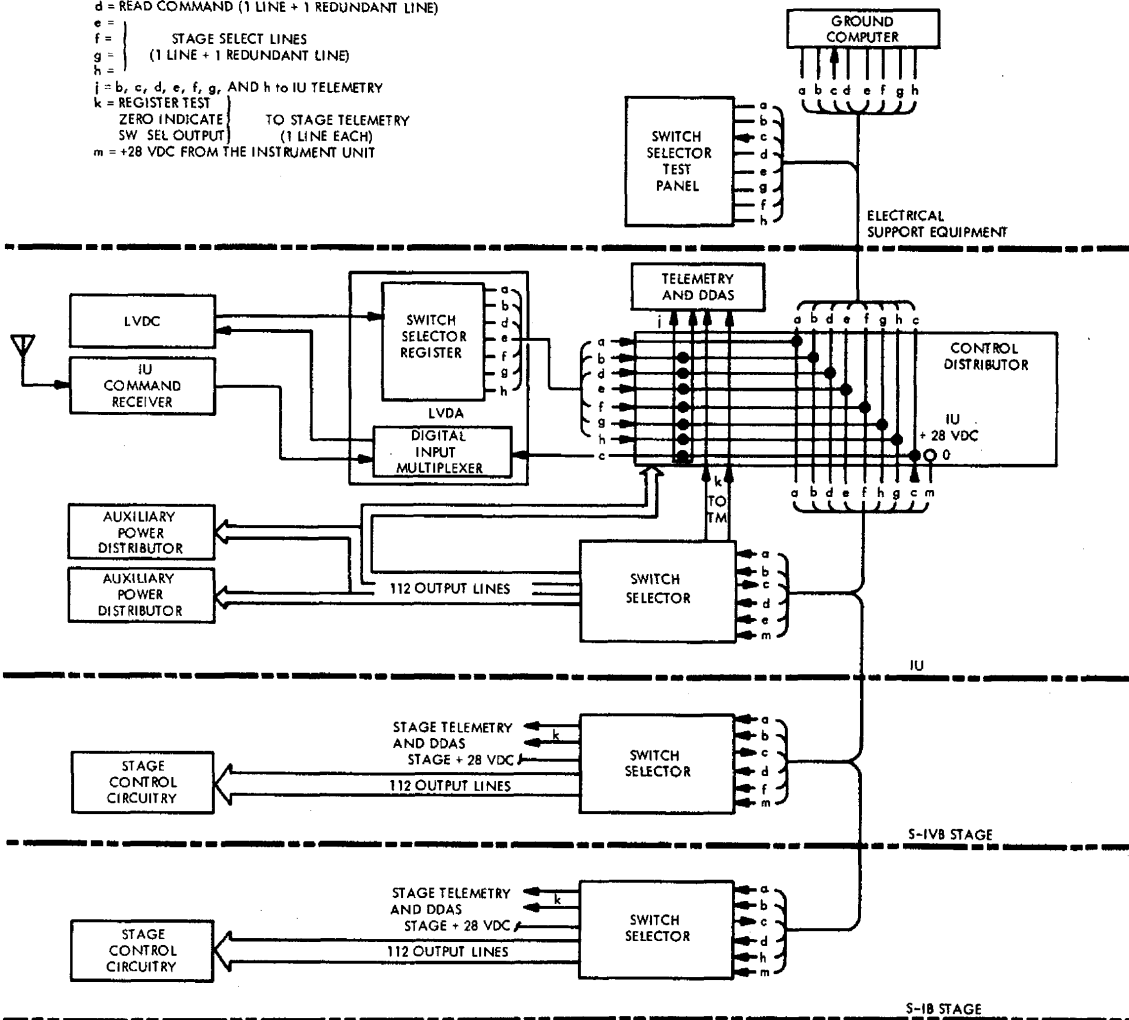 d = READ COMMAND (1 LINE + 1 REDUNDANT LINE)
e =
f = STAGE SELECT LINES
g = (1 LINE + 1 REDUNDANT LINE)
h =
j = b, c, d, e, f, g, AND h to IU TELEMETRY
k = REGISTER TEST
ZERO INDICATE TO STAGE TELEMETRY
SW SEL OUTPUT (1 LINE EACH)
m = +28 VDC FROM THE INSTRUMENT UNIT
GROUND
COMPUTER
a b c d e f g h
SWITCH
SELECTOR
TEST
PANEL
a
b
c
d
e
g
f
h
ELECTRICAL
SUPPORT EQUIPMENT
TELEMETRY
AND DDAS
LVDC
IU
COMMAND
RECEIVER
SWITCH
SELECTOR
REGISTER
a
b
d
e
f
g
h
LVDA
DIGITAL
INPUT
MULTIPLEXER
j
a
b
d
e
f
g
h
c
a b d e f g h c
CONTROL
DISTRIBUTOR
IU
+ 28 VDC
0
a b d e f h g c m
k
TO
TM
AUXILIARY
POWER
DISTRIBUTOR
AUXILIARY
POWER
DISTRIBUTOR
112 OUTPUT LINES
SWITCH
SELECTOR
a
b
c
d
e
m
IU
STAGE TELEMETRY
AND DDAS
k
STAGE + 28 VDC
112 OUTPUT LINES
STAGE
CONTROL
CIRCUITRY
SWITCH
SELECTOR
a
b
c
d
f
m
S-IVB STAGE
STAGE TELEMETRY
AND DDAS
k
STAGE + 28 VDC
112 OUTPUT LINES
STAGE
CONTROL
CIRCUITRY
SWITCH
SELECTOR
a
b
c
d
h
m
S-IB STAGE